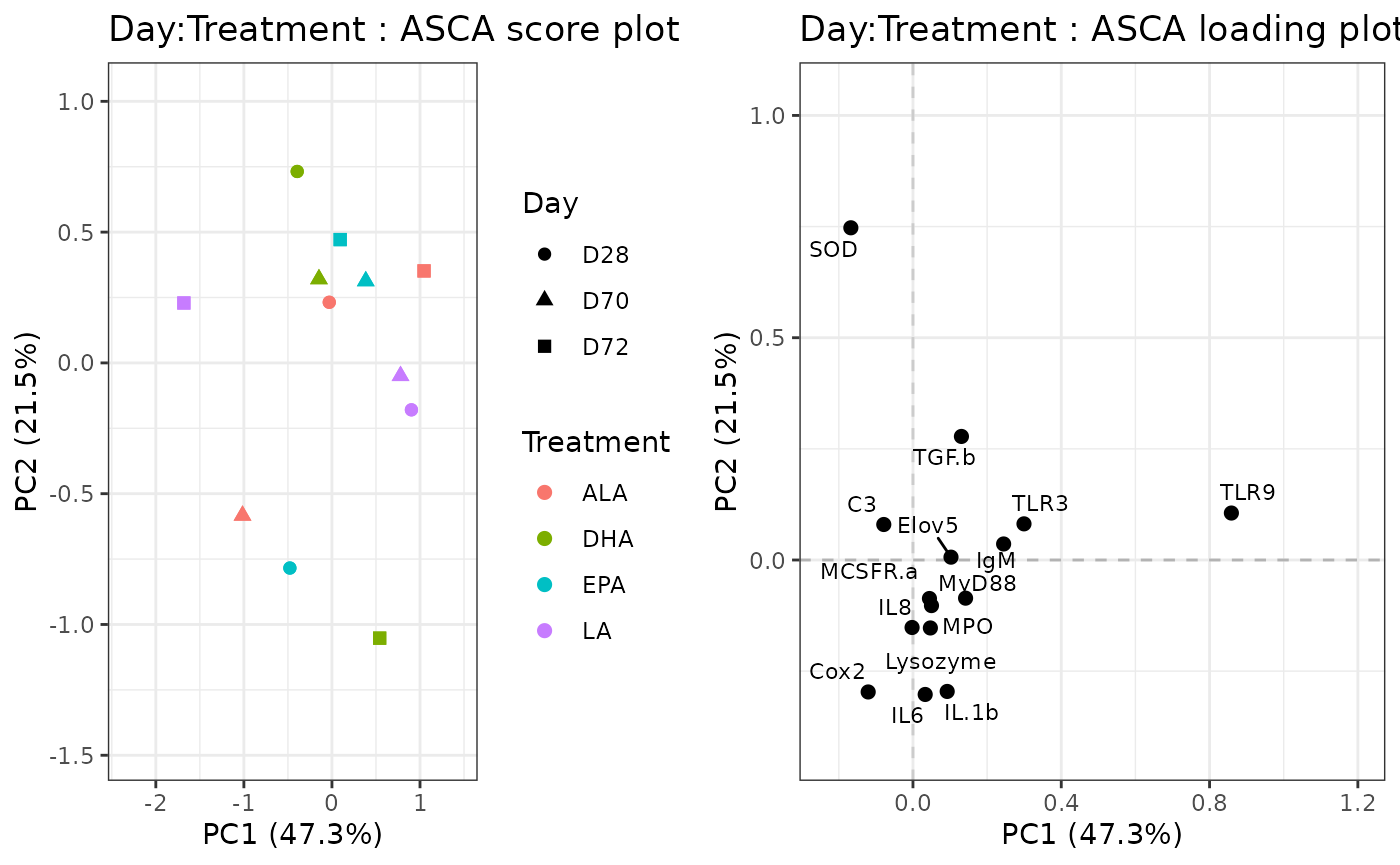 Day:Treatment : ASCA score plot
1.0
0.5
0.0
-0.5
-1.0
-1.5
-2
-1
0
1
PC1 (47.3%)
PC2 (21.5%)
Day
D28
D70
D72
Treatment
ALA
DHA
EPA
LA
Day:Treatment : ASCA loading plot
1.0
0.5
0.0
PC2 (21.5%)
SOD
TGF.b
TLR9
TLR3
C3
Elov5
IgM
MCSFR.a
MyD88
IL8
MPO
Lysozyme
Cox2
IL6
IL.1b
0.0
0.4
0.8
1.2
PC1 (47.3%)